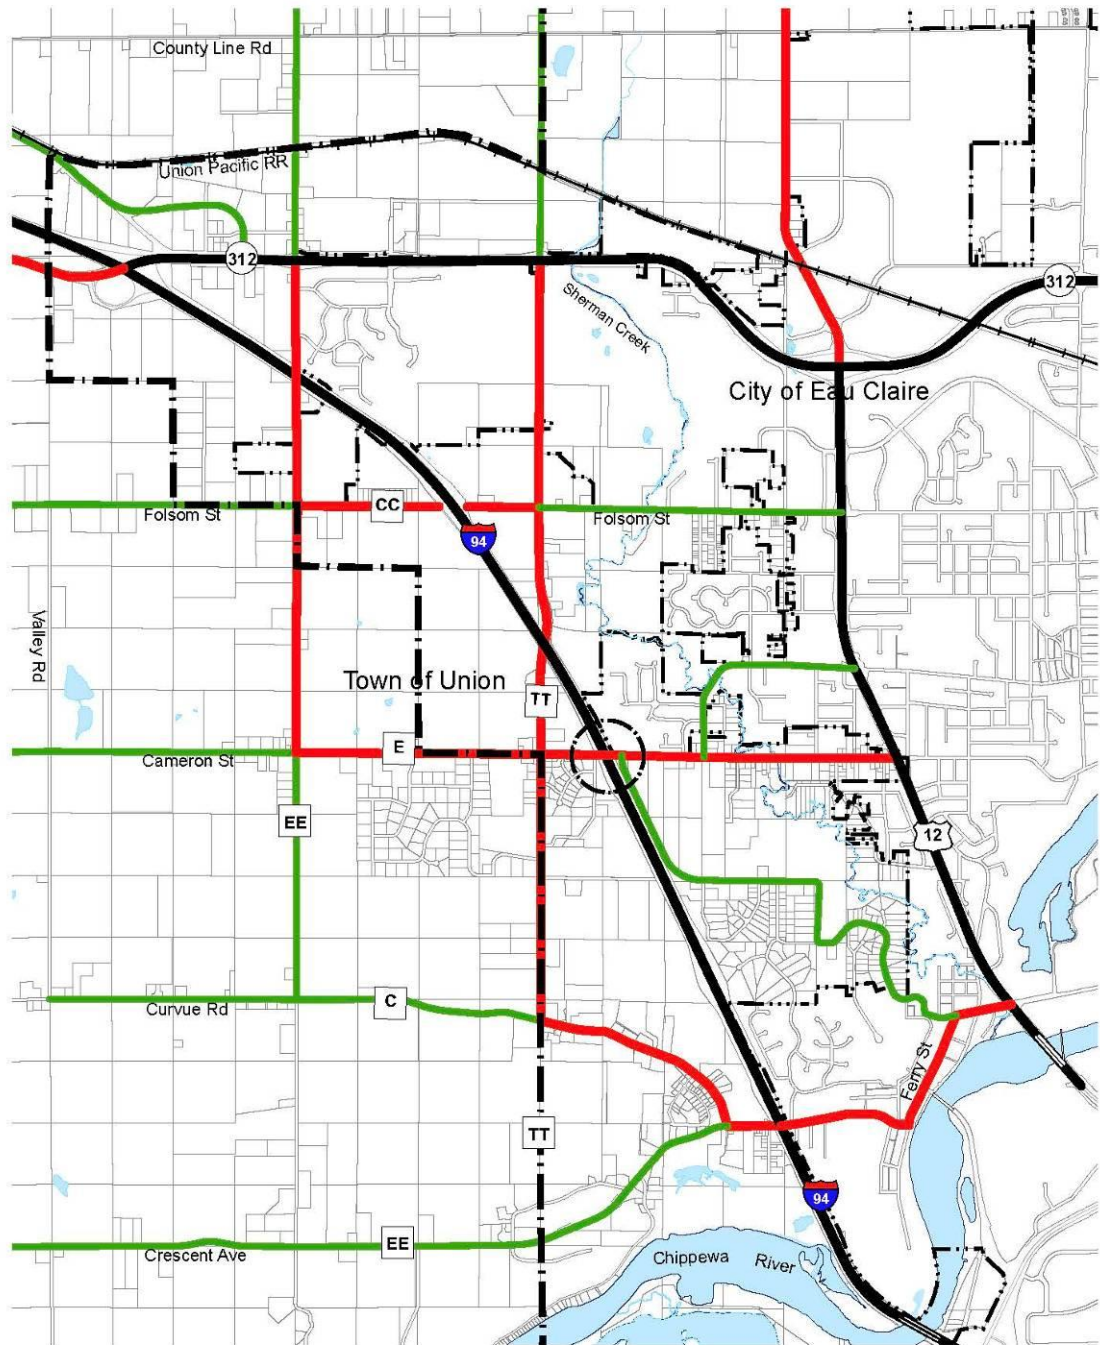 County Line Rd
Union Pacific RR
312
312
Sherman Creek
City of Eau Claire
CC
Folsom St
Folsom St
94
Valley Rd
Town of Union
TT
E
Cameron St
EE
12
C
Curvue Rd
Ferry St
TT
94
EE
Crescent Ave
Chippewa River